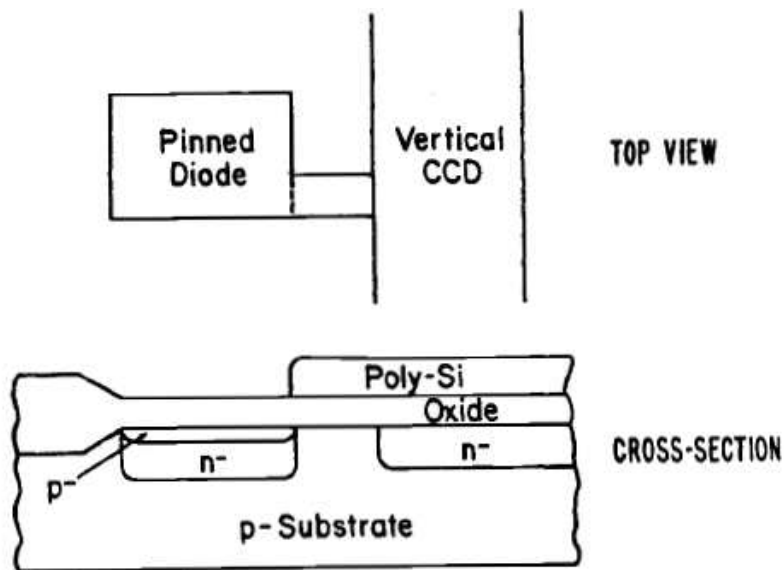 Pinned
Diode
Vertical
CCD
TOP VIEW
Poly-Si
Oxide
n-
n-
p-
CROSS-SECTION
p-Substrate